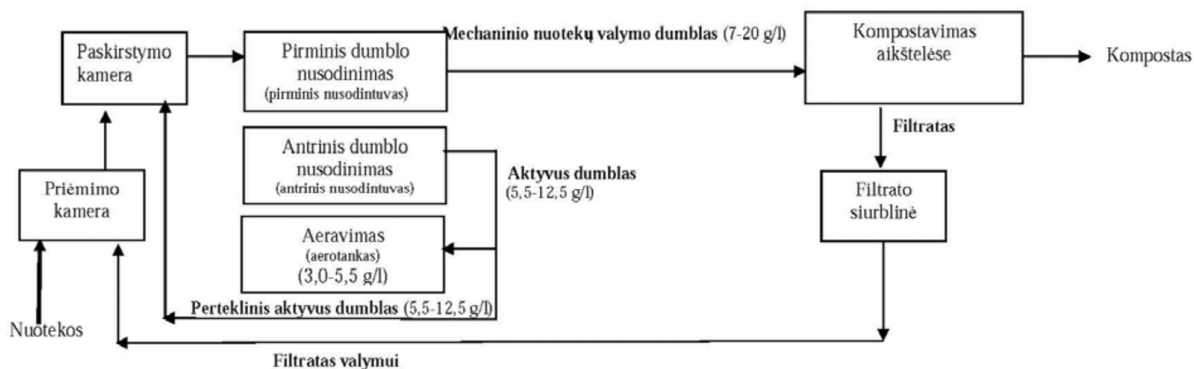 Mechaninio nuotekų valymo dumblas (7-20 g/l)
Paskirstymo
kamera
Pirminis dumblo
nusodinimas
(pirminis nusodintuvas)
Kompostavimas
aikštelėse
Kompostas
Filtratas
Antrinis dumblo
nusodinimas
(antrinis nusodintuvas)
Aktyvus dumblas
(5,5-12,5 g/l)
Priėmimo
kamera
Filtrato
siurblinė
Aeravimas
(aerotankas)
(3,0-5,5 g/l)
Perteklinis aktyvus dumblas (5,5-12,5 g/l)
Nuotekos
Filtratas valymui